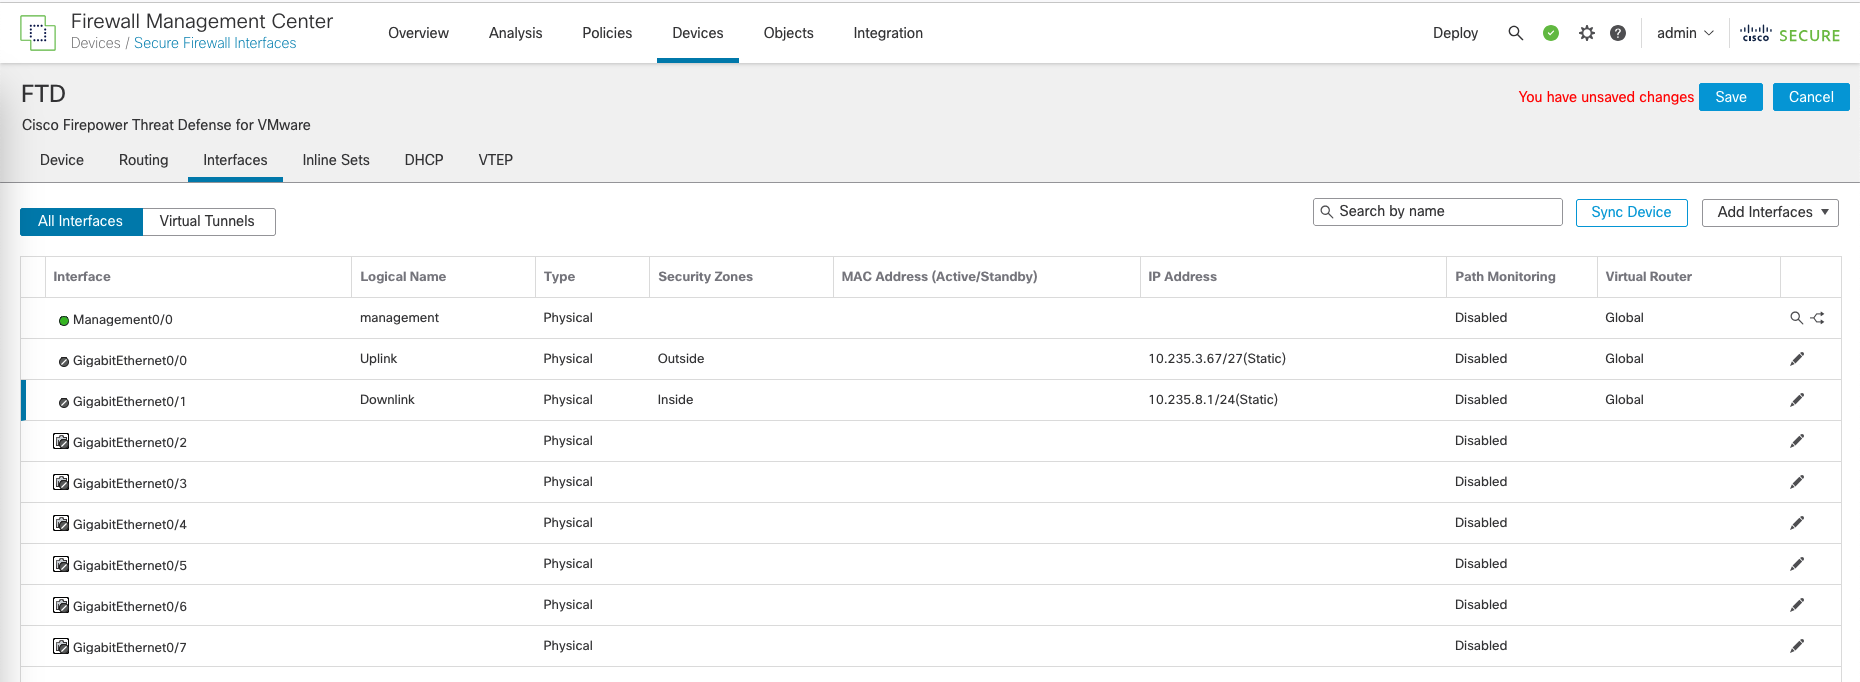 Firewall Management Center
Devices / Secure Firewall Interfaces
Overview Analysis Policies Devices Objects Integration
Deploy admin cisco SECURE
FTD
You have unsaved changes Save Cancel
Cisco Firepower Threat Defense for VMware
Device Routing Interfaces Inline Sets DHCP VTEP
All Interfaces Virtual Tunnels
Search by name Sync Device Add Interfaces
Interface Logical Name Type Security Zones MAC Address (Active/Standby) IP Address Path Monitoring Virtual Router
Management0/0 management Physical Disabled Global
GigabitEthernet0/0 Uplink Physical Outside 10.235.3.67/27(Static) Disabled Global
GigabitEthernet0/1 Downlink Physical Inside 10.235.8.1/24(Static) Disabled Global
GigabitEthernet0/2 Physical Disabled
GigabitEthernet0/3 Physical Disabled
GigabitEthernet0/4 Physical Disabled
GigabitEthernet0/5 Physical Disabled
GigabitEthernet0/6 Physical Disabled
GigabitEthernet0/7 Physical Disabled